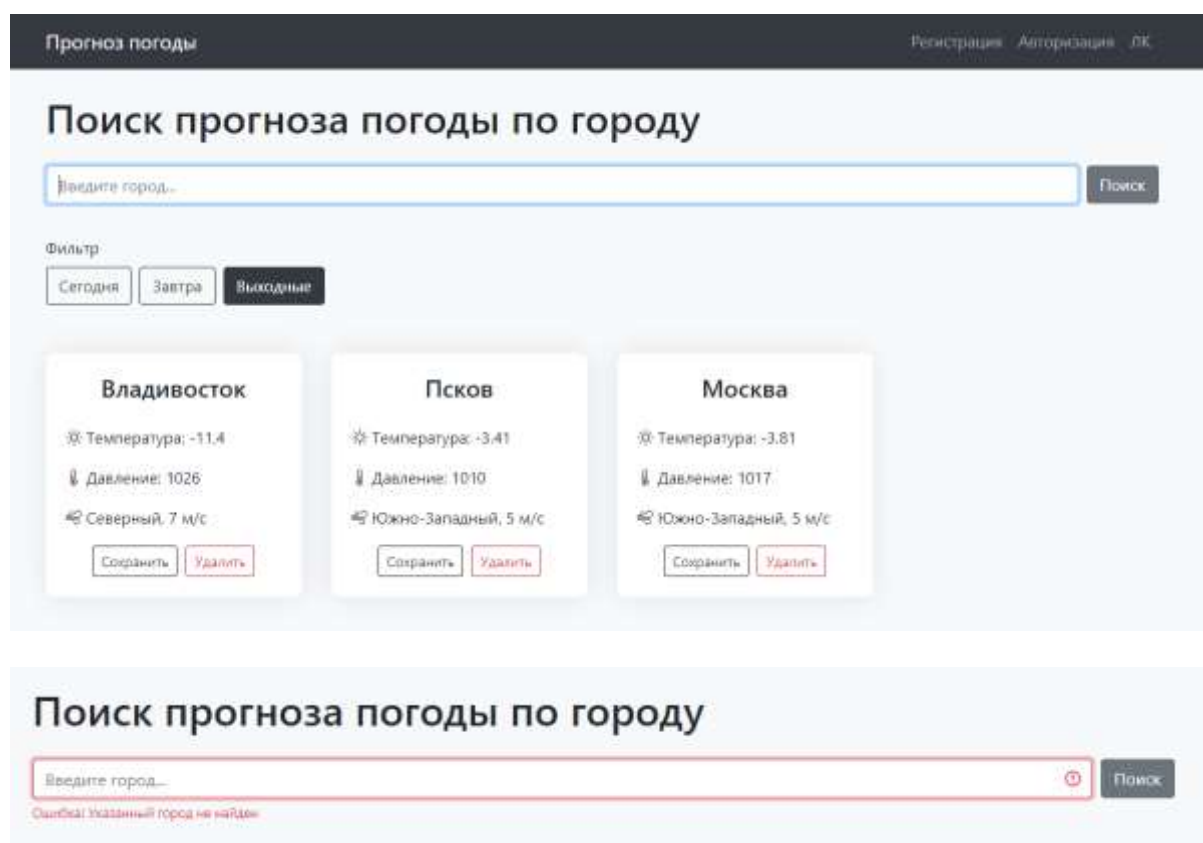 Прогноз погоды Регистрация Авторизация ЛК
Поиск прогноза погоды по городу
Введите город... Поиск
Фильтр
Сегодня Завтра Выходные
Владивосток Псков Москва
Температура: -11.4 Температура: -3.41 Температура: -3.81
Давление: 1026 Давление: 1010 Давление: 1017
Северный, 7 м/с Южно-Западный, 5 м/с Южно-Западный, 5 м/с
Сохранить Удалить Сохранить Удалить Сохранить Удалить
Поиск прогноза погоды по городу
Введите город... Поиск
Ошибка! Указанный город не найден